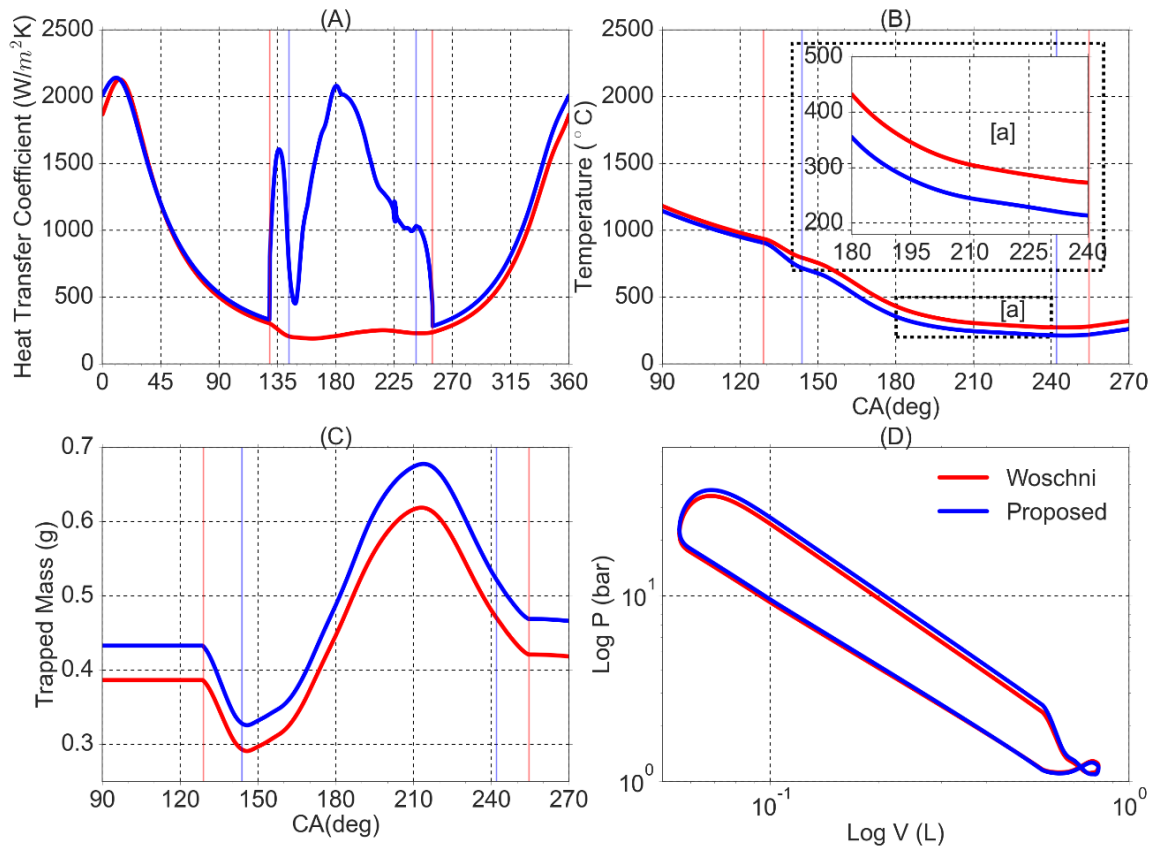 (A)
Heat Transfer Coefficient (W/m²K)
2500
2000
1500
1000
500
0
0 45 90 135 180 225 270 315 360
(B)
Temperature (°C)
2500
2000
1500
1000
500
0
90 120 150 180 210 240 270
CA(deg)
500
400
300
200
180 195 210 225 240
[a]
[a]
(C)
Trapped Mass (g)
0.7
0.6
0.5
0.4
0.3
90 120 150 180 210 240 270
CA(deg)
(D)
Log P (bar)
10¹
10⁰
10⁻¹ 10⁰
Log V (L)
Woschni
Proposed